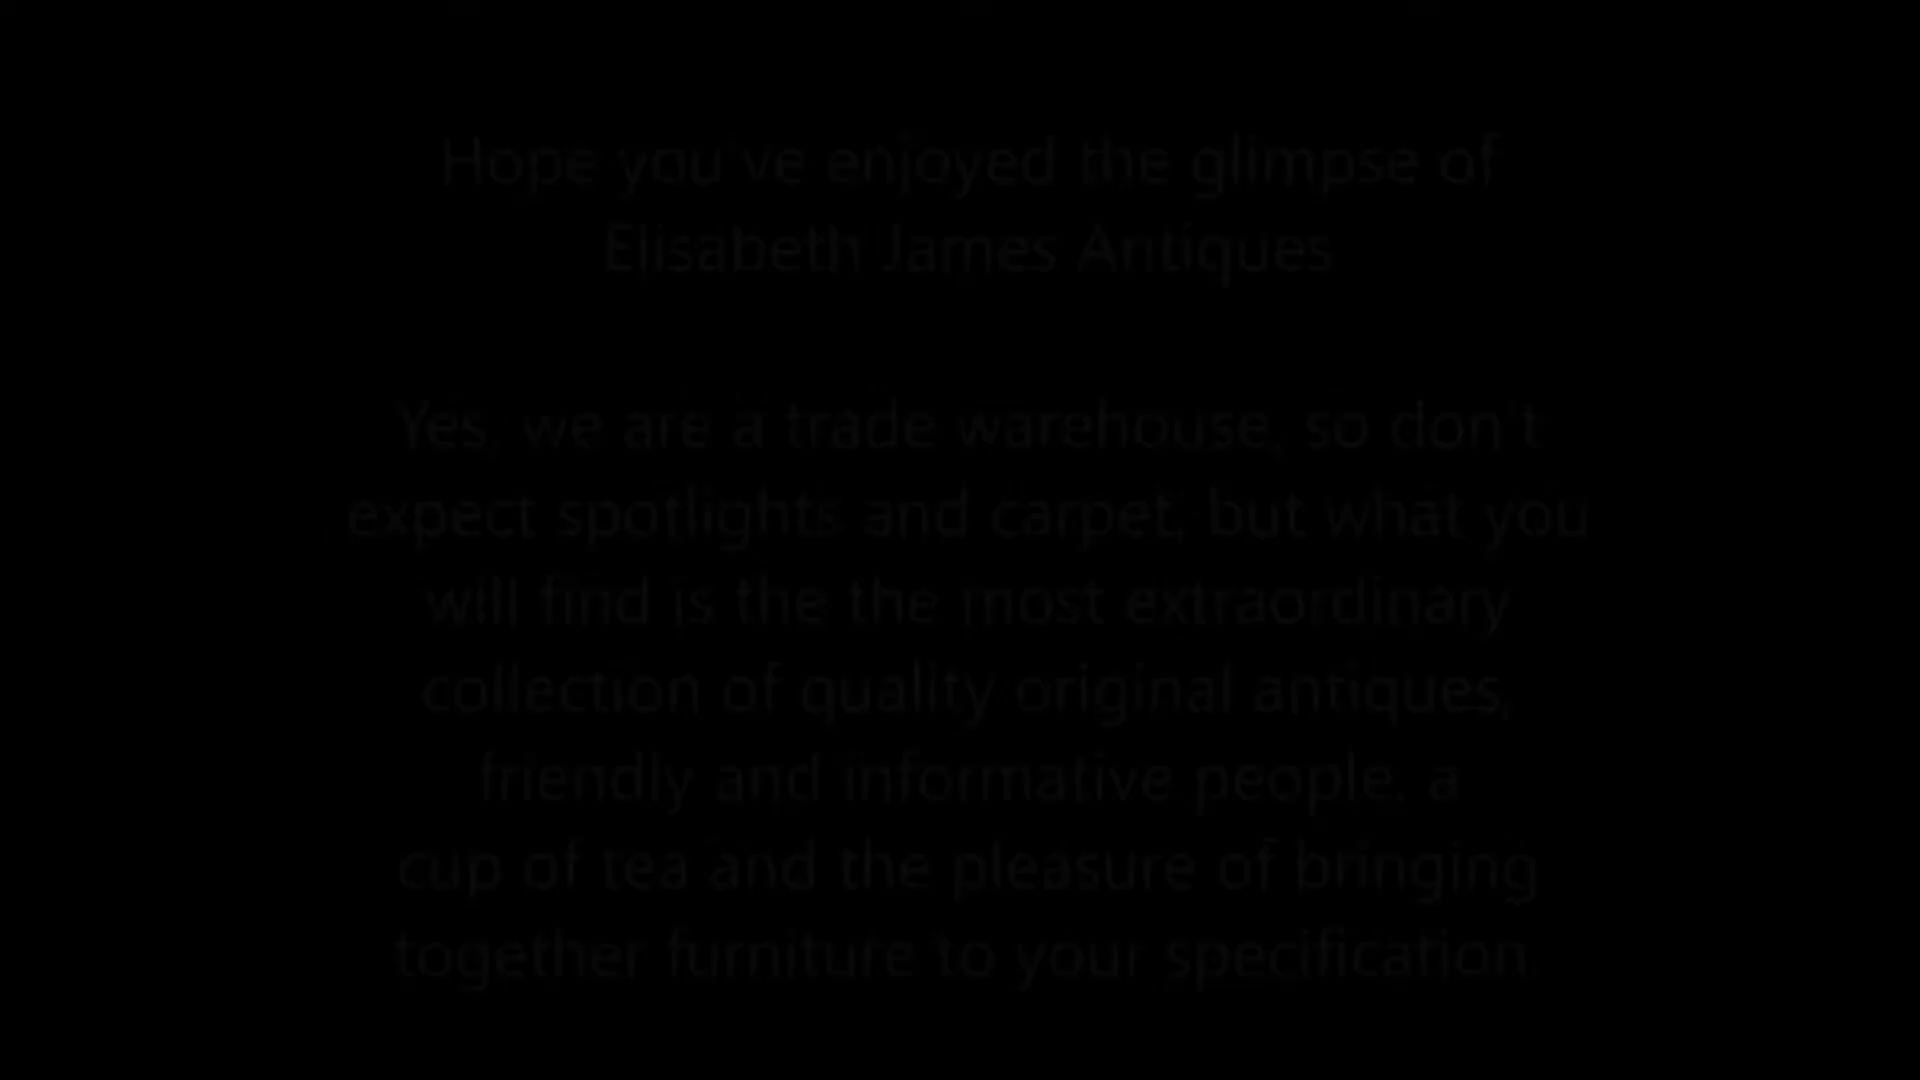 Hope you've enjoyed the glimpse of
Elisabeth James Antiques
Yes, we are a trade warehouse, so don't
expect spotlights and carpet, but what you
will find is the the most extraordinary
collection of quality original antiques,
friendly and informative people, a
cup of tea and the pleasure of bringing
together furniture to your specification.